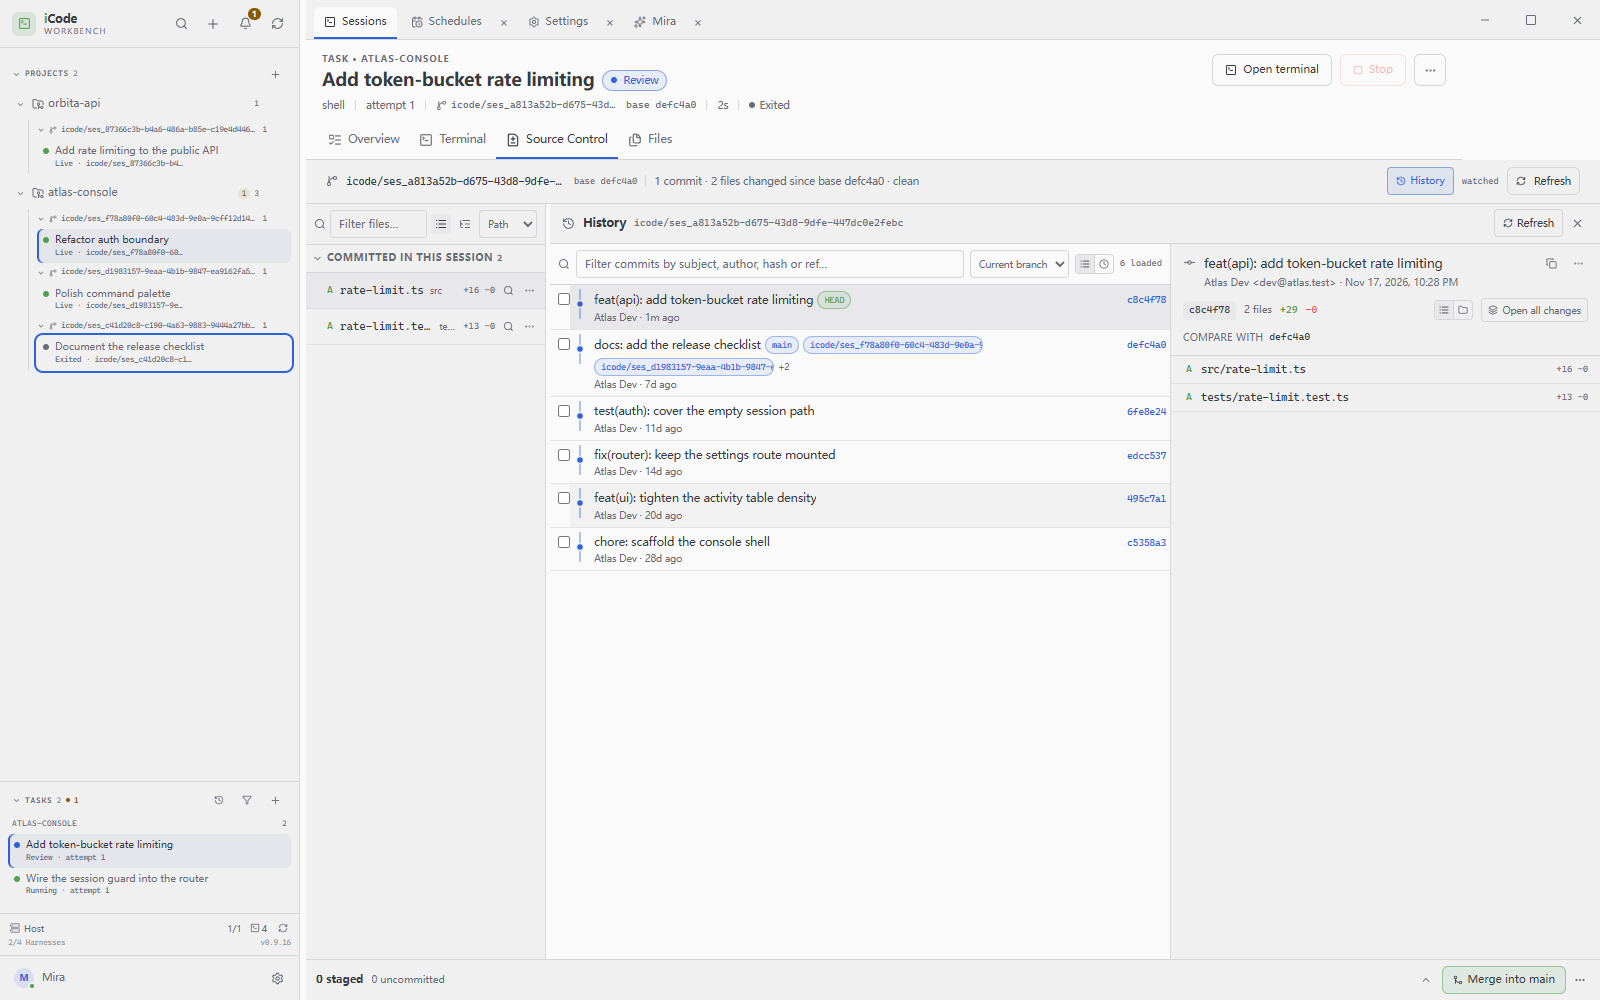 iCode
WORKBENCH
1
PROJECTS 2
orbita-api 1
icode/ses_87366c3b-b4a6-486a-b85e-c19e4d446… 1
Add rate limiting to the public API
Live · icode/ses_87366c3b-b4…
atlas-console 1 3
icode/ses_f78a80f0-60c4-483d-9e0a-9cff12d14… 1
Refactor auth boundary
Live · icode/ses_f78a80f0-60…
icode/ses_d1983157-9eaa-4b1b-9847-ea9162fa5… 1
Polish command palette
Live · icode/ses_d1983157-9e…
icode/ses_c41d20c8-c190-4a63-9883-9444a27bb… 1
Document the release checklist
Exited · icode/ses_c41d20c8-c1…
TASKS 2 1
ATLAS-CONSOLE 2
Add token-bucket rate limiting
Review · attempt 1
Wire the session guard into the router
Running · attempt 1
Host 1/1 4
2/4 Harnesses v0.9.16
M Mira
Sessions Schedules Settings Mira
TASK • ATLAS-CONSOLE
Add token-bucket rate limiting Review
Open terminal Stop
shell attempt 1 icode/ses_a813a52b-d675-43d… base defc4a0 2s Exited
Overview Terminal Source Control Files
icode/ses_a813a52b-d675-43d8-9dfe-… base defc4a0 1 commit · 2 files changed since base defc4a0 · clean
History watched Refresh
Filter files... Path
COMMITTED IN THIS SESSION 2
A rate-limit.ts src +16 −0
A rate-limit.te… te… +13 −0
History icode/ses_a813a52b-d675-43d8-9dfe-447dc0e2febc Refresh
Filter commits by subject, author, hash or ref... Current branch 6 loaded
feat(api): add token-bucket rate limiting HEAD c8c4f78
Atlas Dev · 1m ago
docs: add the release checklist main icode/ses_f78a80f0-60c4-483d-9e0a-9 defc4a0
icode/ses_d1983157-9eaa-4b1b-9847-e +2
Atlas Dev · 7d ago
test(auth): cover the empty session path 6fe8e24
Atlas Dev · 11d ago
fix(router): keep the settings route mounted edcc537
Atlas Dev · 14d ago
feat(ui): tighten the activity table density 495c7a1
Atlas Dev · 20d ago
chore: scaffold the console shell c5358a3
Atlas Dev · 28d ago
feat(api): add token-bucket rate limiting
Atlas Dev <dev@atlas.test> · Nov 17, 2026, 10:28 PM
c8c4f78 2 files +29 −0 Open all changes
COMPARE WITH defc4a0
A src/rate-limit.ts +16 −0
A tests/rate-limit.test.ts +13 −0
0 staged 0 uncommitted
Merge into main